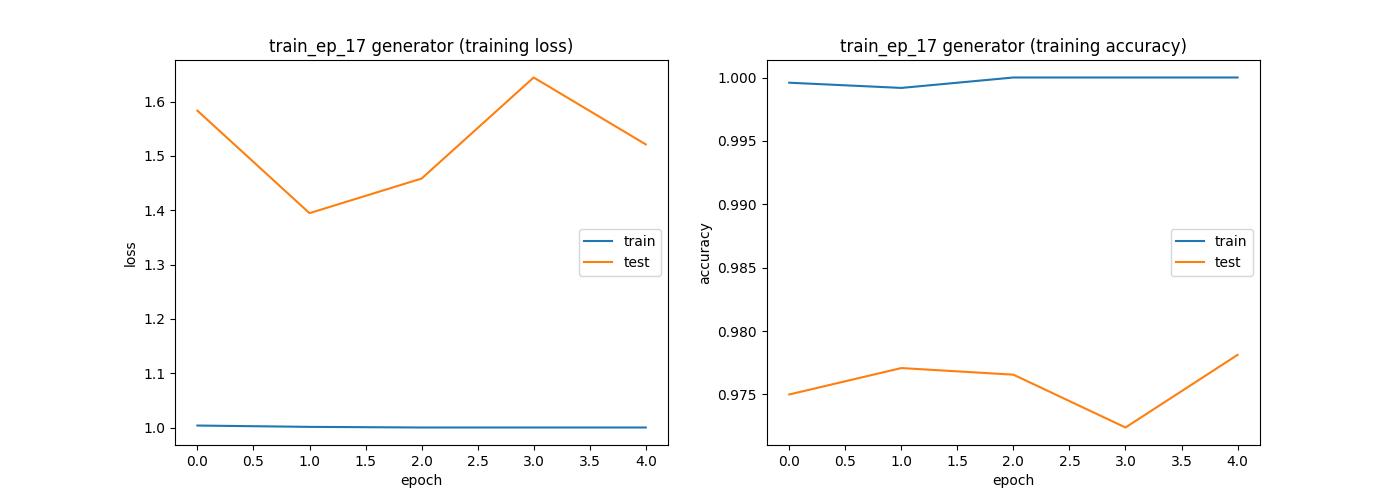 train_ep_17 generator (training loss)
1.6
1.5
1.4
1.3
1.2
1.1
1.0
loss
train
test
0.0 0.5 1.0 1.5 2.0 2.5 3.0 3.5 4.0
epoch
train_ep_17 generator (training accuracy)
1.000
0.995
0.990
0.985
0.980
0.975
accuracy
train
test
0.0 0.5 1.0 1.5 2.0 2.5 3.0 3.5 4.0
epoch